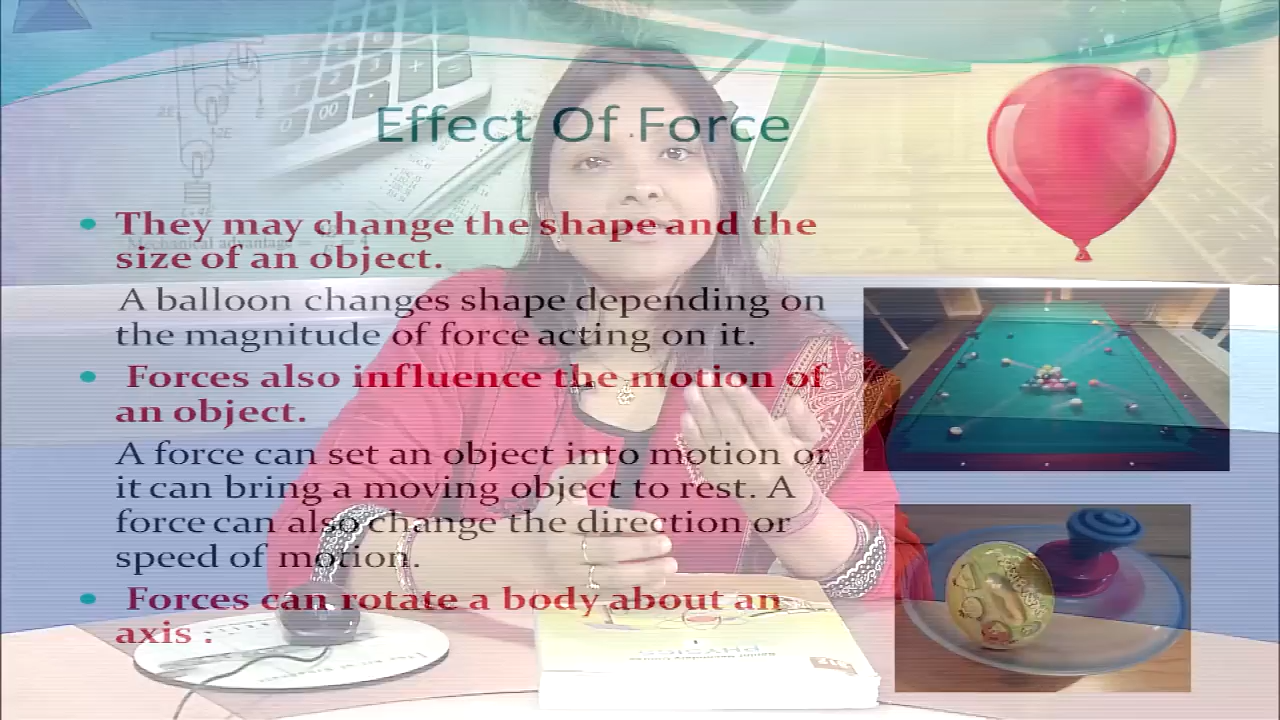 Effect Of Force
They may change the shape and the
size of an object.
A balloon changes shape depending on
the magnitude of force acting on it.
Forces also influence the motion of
an object.
A force can set an object into motion or
it can bring a moving object to rest. A
force can also change the direction or
speed of motion.
Forces can rotate a body about an
axis :
Mechanical advantage =
PHYSICS